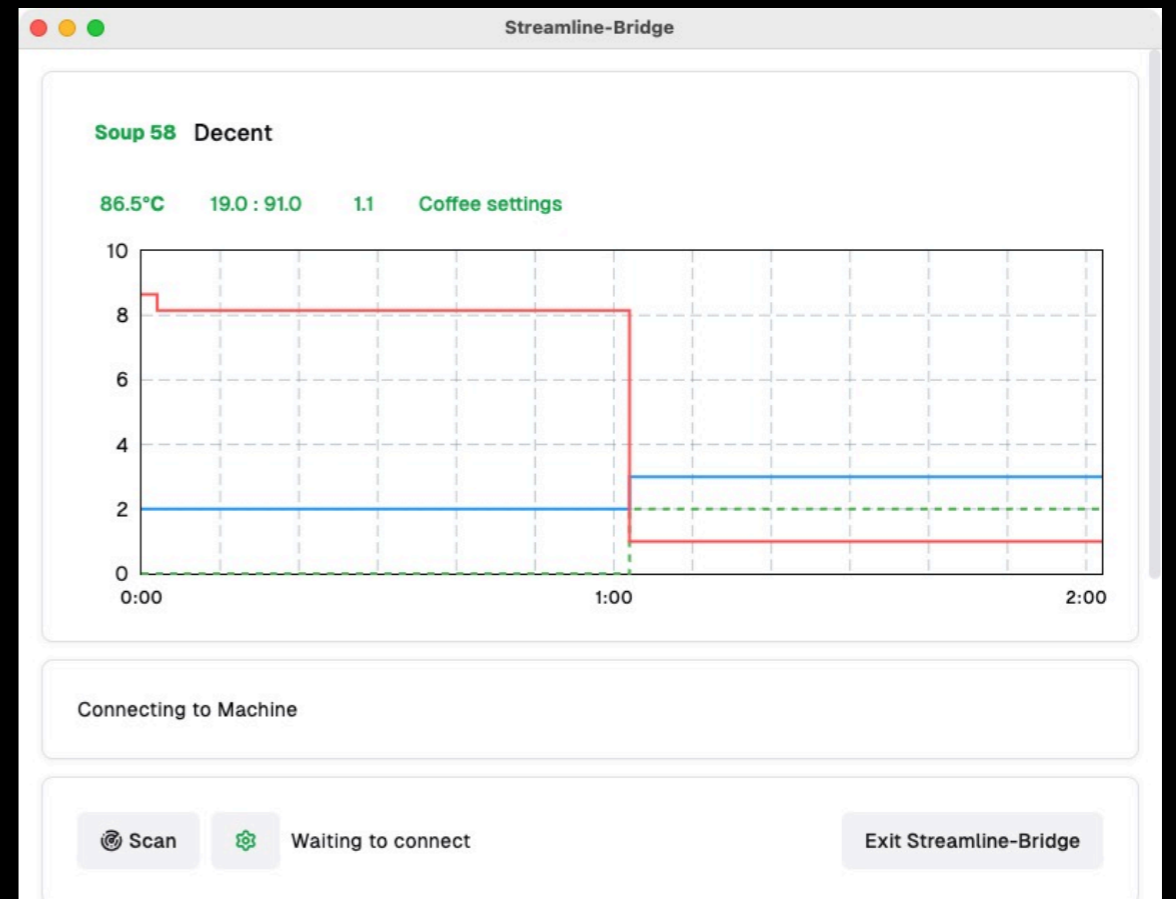 Streamline-Bridge
Soup 58 Decent
86.5°C 19.0 : 91.0 1.1 Coffee settings
10
8
6
4
2
0
0:00 1:00 2:00
Connecting to Machine
Scan Waiting to connect Exit Streamline-Bridge